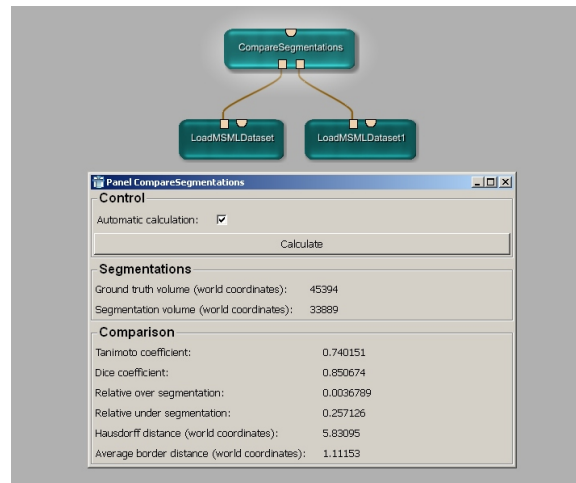 CompareSegmentations
LoadMSMLDataset
LoadMSMLDataset1
Panel CompareSegmentations
Control
Automatic calculation:
Calculate
Segmentations
Ground truth volume (world coordinates): 45394
Segmentation volume (world coordinates): 33889
Comparison
Tanimoto coefficient: 0.740151
Dice coefficient: 0.850674
Relative over segmentation: 0.0036789
Relative under segmentation: 0.257126
Hausdorff distance (world coordinates): 5.83095
Average border distance (world coordinates): 1.11153